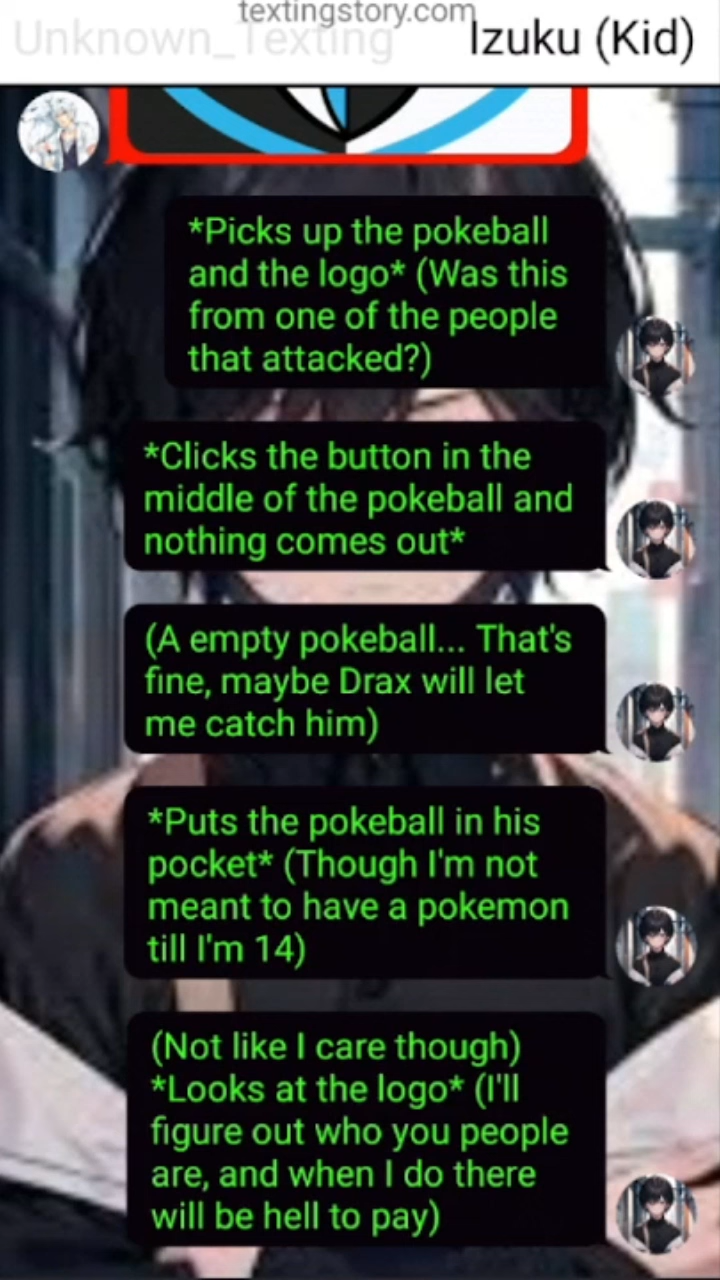 textingstory.com
Unknown_Texting Izuku (Kid)
*Picks up the pokeball
and the logo* (Was this
from one of the people
that attacked?)
*Clicks the button in the
middle of the pokeball and
nothing comes out*
(A empty pokeball... That's
fine, maybe Drax will let
me catch him)
*Puts the pokeball in his
pocket* (Though I'm not
meant to have a pokemon
till I'm 14)
(Not like I care though)
*Looks at the logo* (I'll
figure out who you people
are, and when I do there
will be hell to pay)